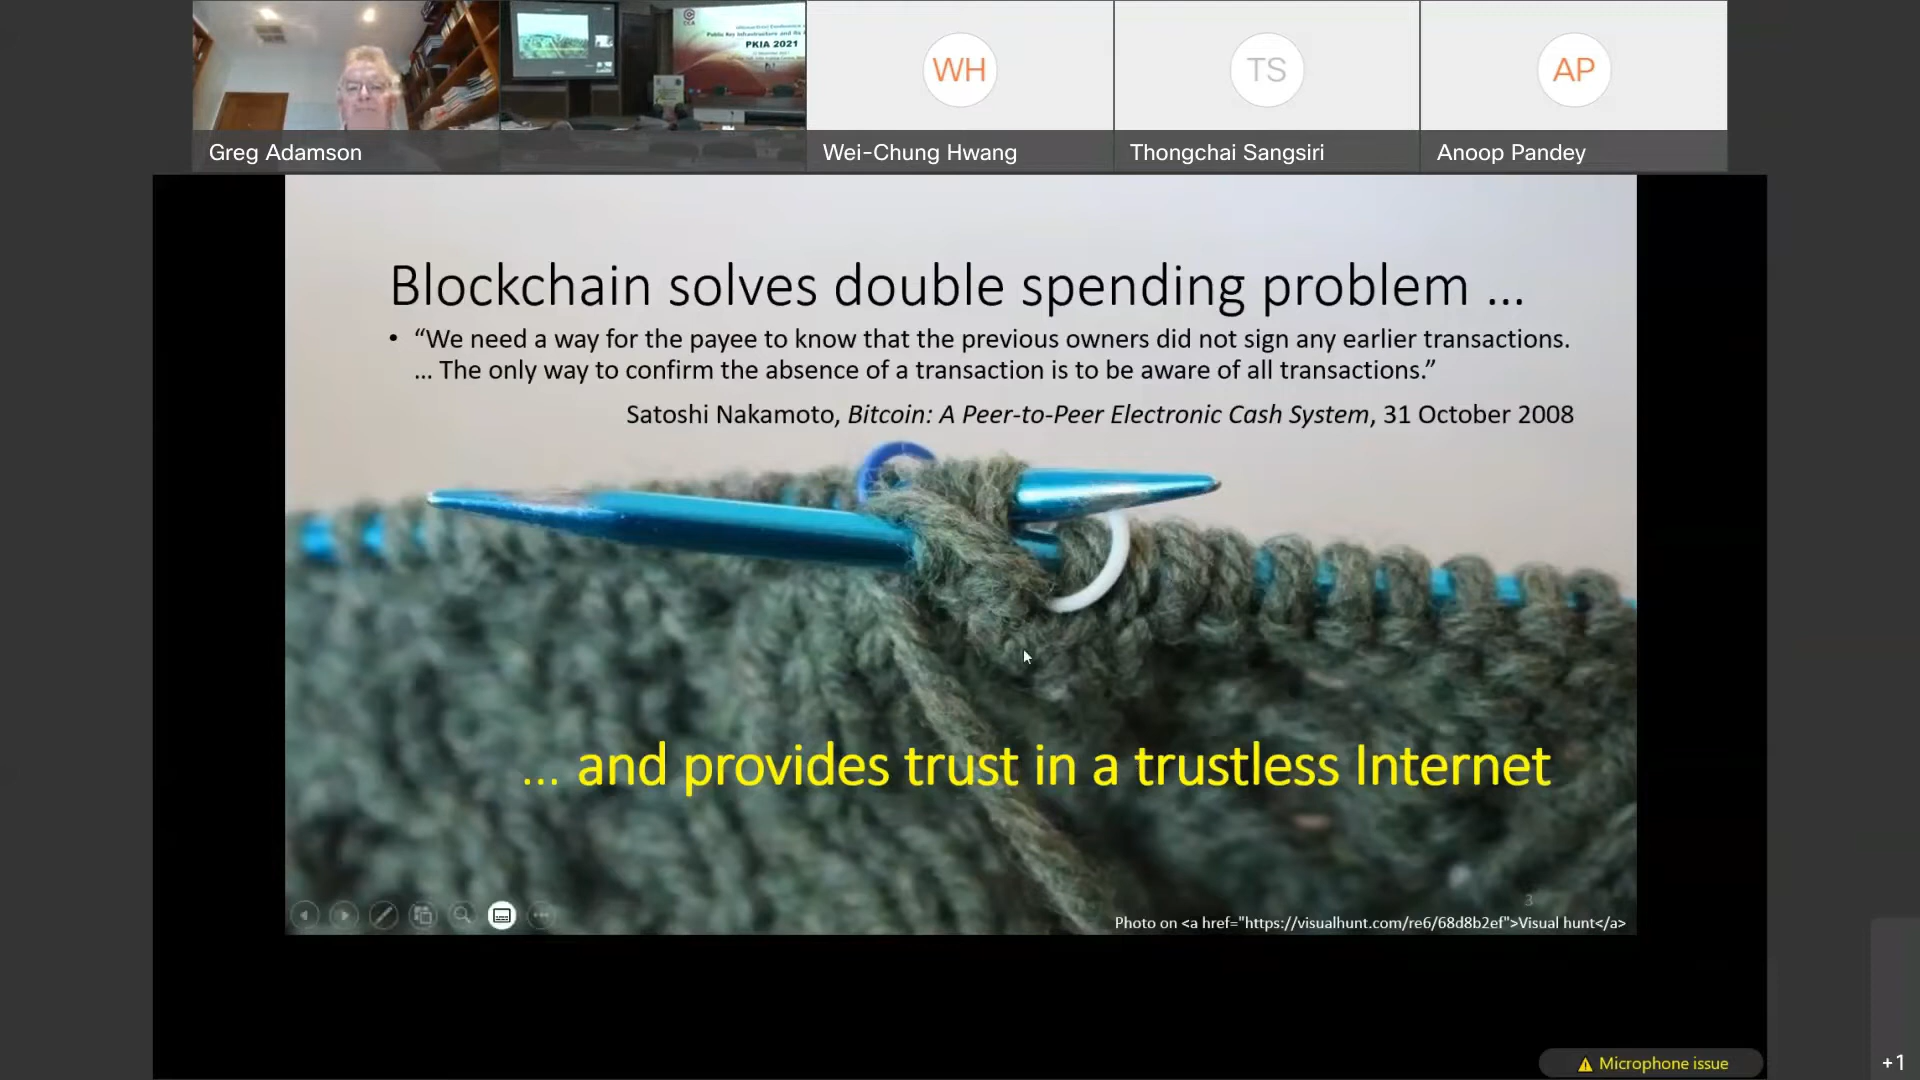 PKIA 2021
WH
TS
AP
Greg Adamson
Wei-Chung Hwang
Thongchai Sangsiri
Anoop Pandey
Blockchain solves double spending problem ...
• “We need a way for the payee to know that the previous owners did not sign any earlier transactions.
... The only way to confirm the absence of a transaction is to be aware of all transactions.”
Satoshi Nakamoto, Bitcoin: A Peer-to-Peer Electronic Cash System, 31 October 2008
... and provides trust in a trustless Internet
3
Photo on <a href="https://visualhunt.com/re6/68d8b2ef">Visual hunt</a>
Microphone issue
+1